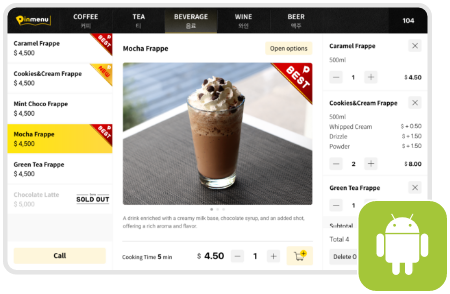 pinmenu
COFFEE
커피
TEA
티
BEVERAGE
음료
WINE
와인
BEER
맥주
104
Caramel Frappe
$ 4,500
BEST
Cookies&Cream Frappe
$ 4,500
NEW
Mint Choco Frappe
$ 4,500
Mocha Frappe
$ 4,500
BEST
Green Tea Frappe
$ 4,500
Chocolate Latte
$ 5,000
SOLD OUT
Call
Mocha Frappe
Open options
BEST
A drink enriched with a creamy milk base, chocolate syrup, and an added shot,
offering a rich aroma and flavor.
Cooking Time 5 min
$ 4.50
— 1 +
Caramel Frappe
500ml
— 1 +
$ 4.50
Cookies&Cream Frappe
500ml
Whipped Cream $ + 0.50
Drizzle $ + 1.50
Powder $ + 1.50
— 2 +
$ 8.00
Green Tea Frappe
— 1
Subtotal
Total 4
Delete O